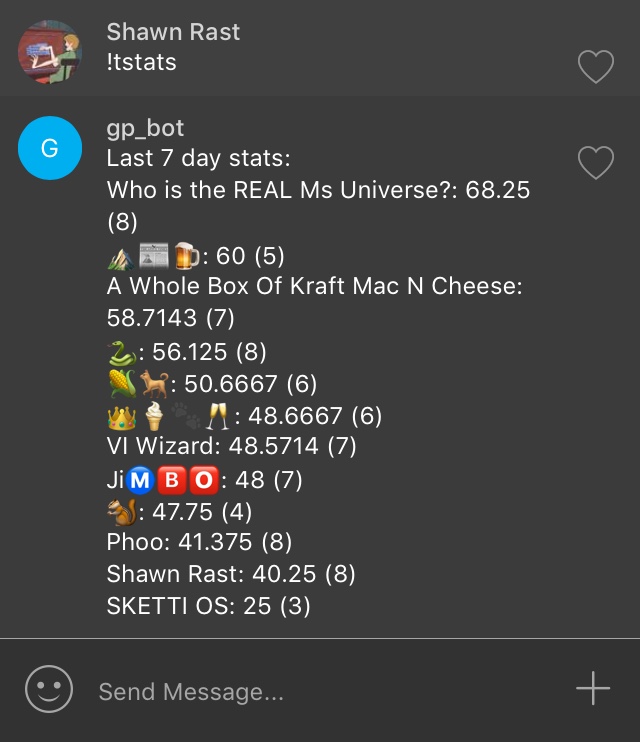 Shawn Rast
!tstats
G
gp_bot
Last 7 day stats:
Who is the REAL Ms Universe?: 68.25
(8)
⛰️📰🍺: 60 (5)
A Whole Box Of Kraft Mac N Cheese:
58.7143 (7)
🐍: 56.125 (8)
🌽🐕: 50.6667 (6)
👑🍦🐾🥂: 48.6667 (6)
VI Wizard: 48.5714 (7)
JiⓂ️🅱️🅾️: 48 (7)
🐿️: 47.75 (4)
Phoo: 41.375 (8)
Shawn Rast: 40.25 (8)
SKETTI OS: 25 (3)
Send Message...